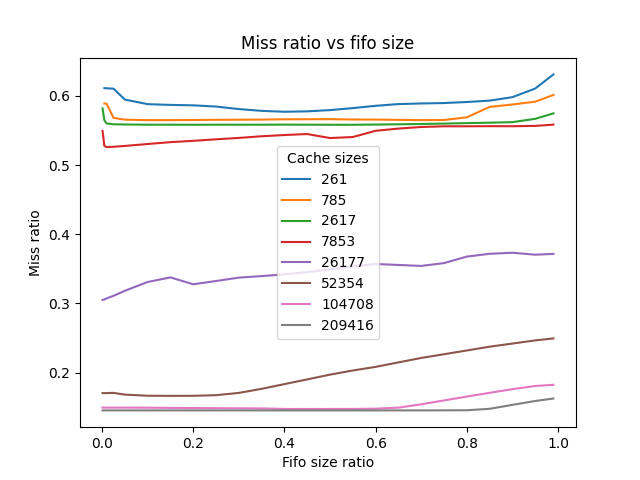 Miss ratio vs fifo size
Miss ratio
0.6
0.5
0.4
0.3
0.2
Cache sizes
261
785
2617
7853
26177
52354
104708
209416
0.0 0.2 0.4 0.6 0.8 1.0
Fifo size ratio